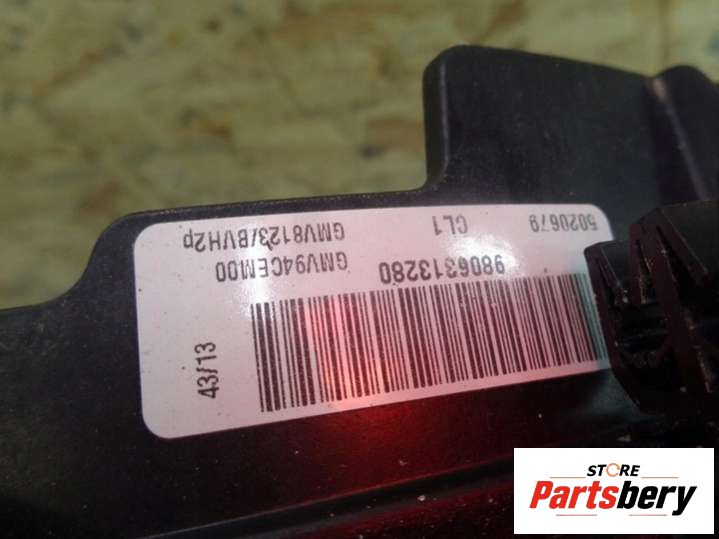 5020679
CL1
GMV8123/BVH2p
9806313280
GMV94CEM00
43/13
STORE
Partsbery